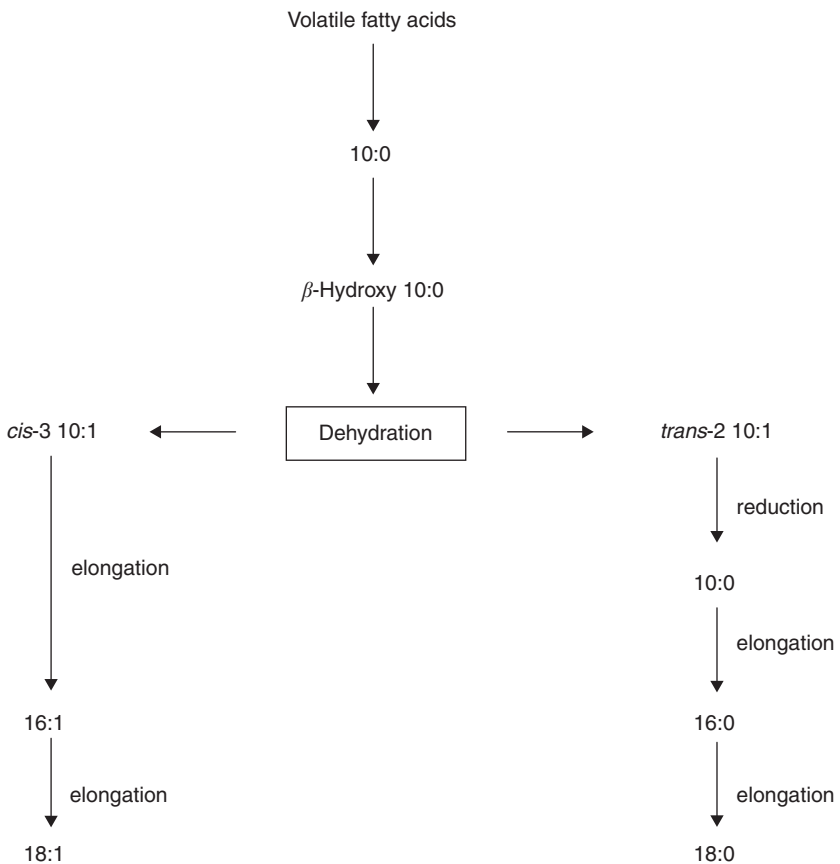 Volatile fatty acids
10:0
β-Hydroxy 10:0
cis-3 10:1
Dehydration
trans-2 10:1
reduction
elongation
10:0
elongation
16:1
16:0
elongation
elongation
18:1
18:0